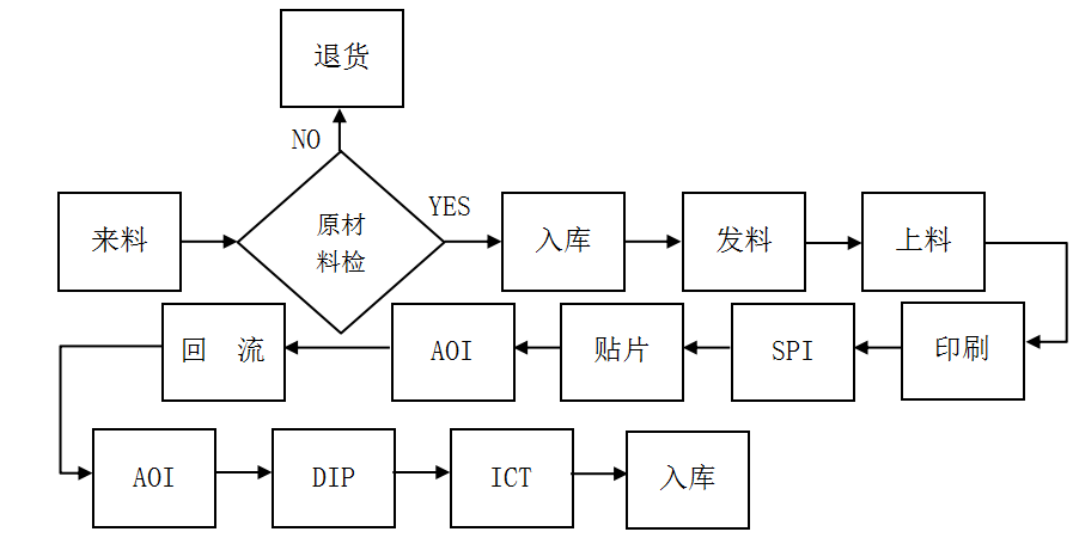 退货
NO
YES
来料
原材
料检
入库
发料
上料
回 流
AOI
贴片
SPI
印刷
AOI
DIP
ICT
入库